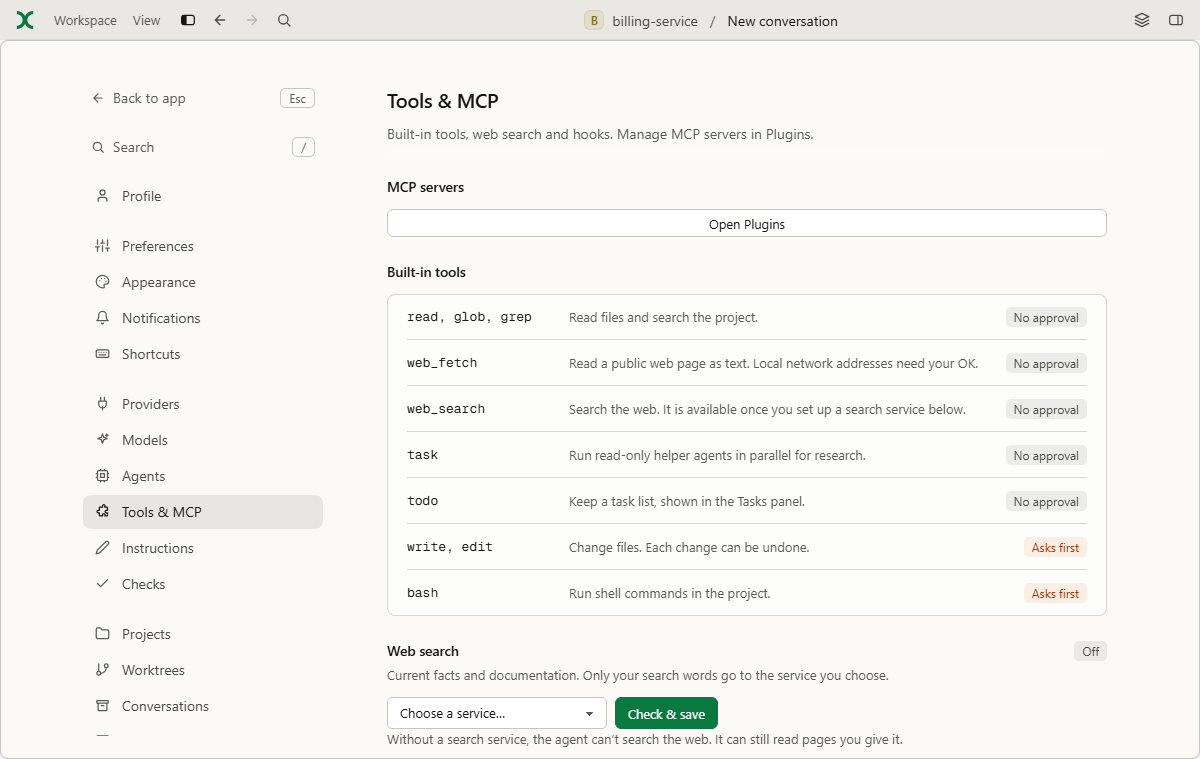 Workspace View
B billing-service / New conversation
Back to app Esc
Search /
Profile
Preferences
Appearance
Notifications
Shortcuts
Providers
Models
Agents
Tools & MCP
Instructions
Checks
Projects
Worktrees
Conversations
Tools & MCP
Built-in tools, web search and hooks. Manage MCP servers in Plugins.
MCP servers
Open Plugins
Built-in tools
read, glob, grep Read files and search the project. No approval
web_fetch Read a public web page as text. Local network addresses need your OK. No approval
web_search Search the web. It is available once you set up a search service below. No approval
task Run read-only helper agents in parallel for research. No approval
todo Keep a task list, shown in the Tasks panel. No approval
write, edit Change files. Each change can be undone. Asks first
bash Run shell commands in the project. Asks first
Web search Off
Current facts and documentation. Only your search words go to the service you choose.
Choose a service... Check & save
Without a search service, the agent can't search the web. It can still read pages you give it.